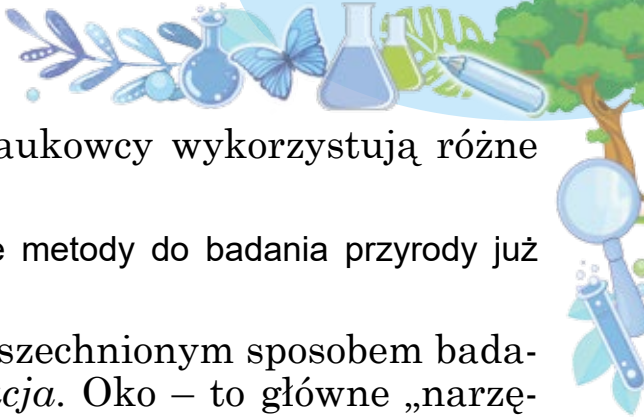 aukowcy wykorzystują różne
e metody do badania przyrody już
szechnionym sposobem bada-
cja. Oko – to główne „narzę-